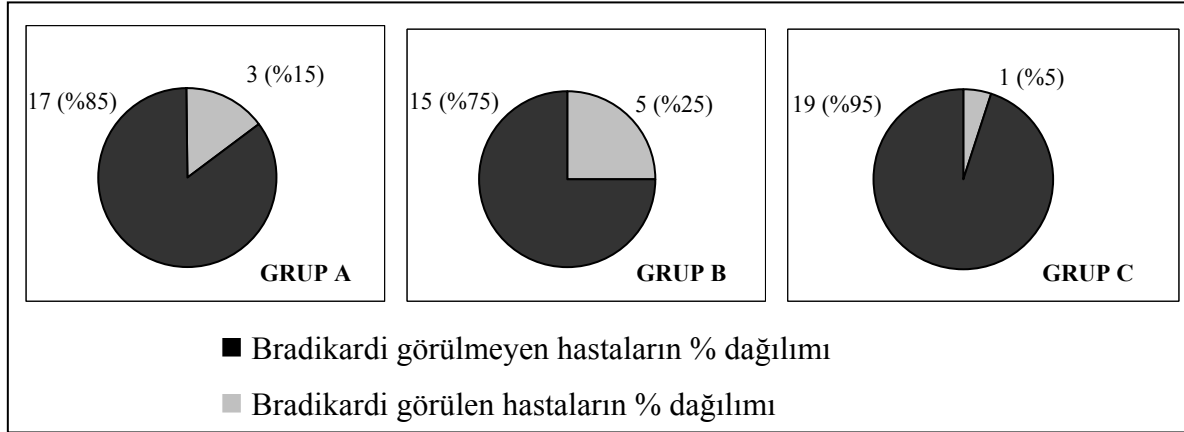 17 (%85)
3 (%15)
GRUP A
15 (%75)
5 (%25)
GRUP B
19 (%95)
1 (%5)
GRUP C
Bradikardi görülmeyen hastaların % dağılımı
Bradikardi görülen hastaların % dağılımı